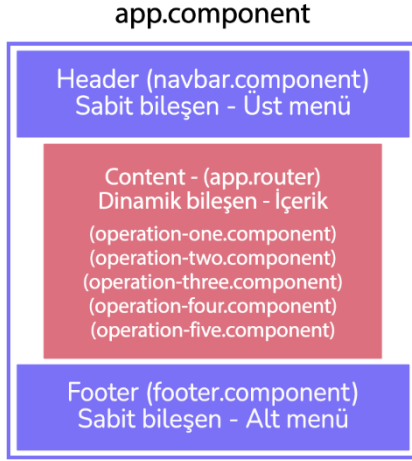 app.component
Header (navbar.component)
Sabit bileşen - Üst menü
Content - (app.router)
Dinamik bileşen - İçerik
(operation-one.component)
(operation-two.component)
(operation-three.component)
(operation-four.component)
(operation-five.component)
Footer (footer.component)
Sabit bileşen - Alt menü